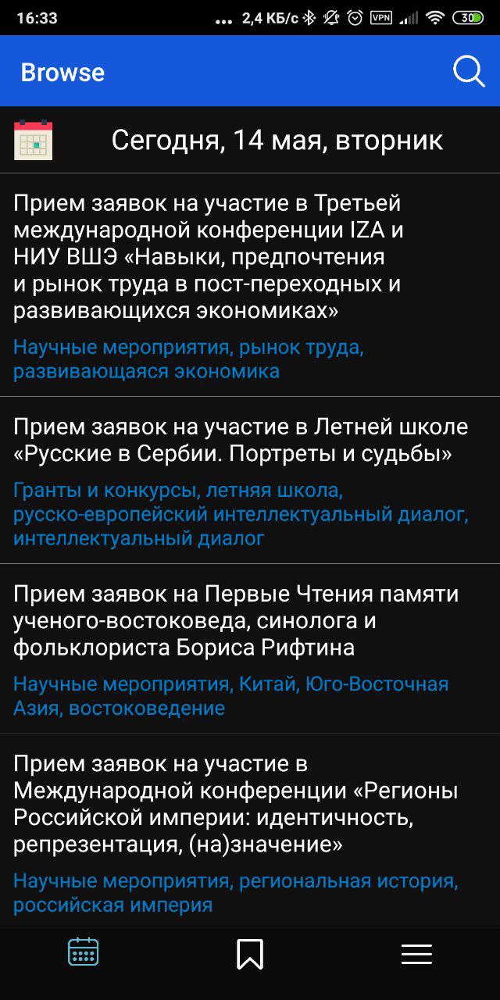 16:33
... 2,4 КБ/с VPN 30
Browse
Сегодня, 14 мая, вторник
Прием заявок на участие в Третьей
международной конференции IZA и
НИУ ВШЭ «Навыки, предпочтения
и рынок труда в пост-переходных и
развивающихся экономиках»
Научные мероприятия, рынок труда,
развивающаяся экономика
Прием заявок на участие в Летней школе
«Русские в Сербии. Портреты и судьбы»
Гранты и конкурсы, летняя школа,
русско-европейский интеллектуальный диалог,
интеллектуальный диалог
Прием заявок на Первые Чтения памяти
ученого-востоковеда, синолога и
фольклориста Бориса Рифтина
Научные мероприятия, Китай, Юго-Восточная
Азия, востоковедение
Прием заявок на участие в
Международной конференции «Регионы
Российской империи: идентичность,
репрезентация, (на)значение»
Научные мероприятия, региональная история,
российская империя